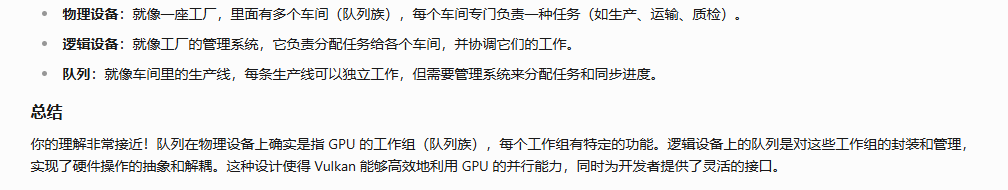 物理设备：就像一座工厂，里面有多个车间（队列族），每个车间专门负责一种任务（如生产、运输、质检）。
逻辑设备：就像工厂的管理系统，它负责分配任务给各个车间，并协调它们的工作。
队列：就像车间里的生产线，每条生产线可以独立工作，但需要管理系统来分配任务和同步进度。
总结
你的理解非常接近！队列在物理设备上确实是指 GPU 的工作组（队列族），每个工作组有特定的功能。逻辑设备上的队列是对这些工作组的封装和管理，
实现了硬件操作的抽象和解耦。这种设计使得 Vulkan 能够高效地利用 GPU 的并行能力，同时为开发者提供了灵活的接口。